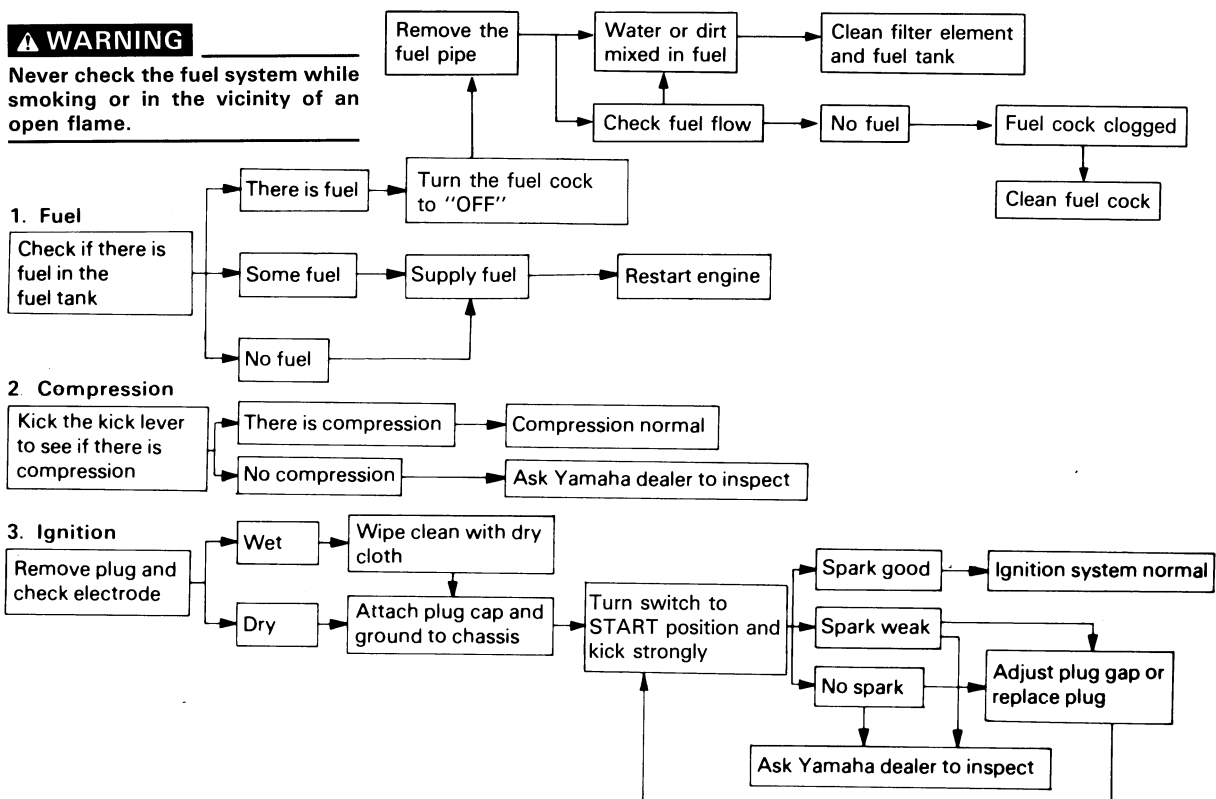 ⚠ WARNING
Never check the fuel system while
smoking or in the vicinity of an
open flame.
Remove the
fuel pipe
Water or dirt
mixed in fuel
Clean filter element
and fuel tank
Check fuel flow
No fuel
Fuel cock clogged
Clean fuel cock
1. Fuel
Check if there is
fuel in the
fuel tank
There is fuel
Turn the fuel cock
to "OFF"
Some fuel
Supply fuel
Restart engine
No fuel
2 Compression
Kick the kick lever
to see if there is
compression
There is compression
Compression normal
No compression
Ask Yamaha dealer to inspect
3. Ignition
Remove plug and
check electrode
Wet
Wipe clean with dry
cloth
Dry
Attach plug cap and
ground to chassis
Turn switch to
START position and
kick strongly
Spark good
Ignition system normal
Spark weak
No spark
Adjust plug gap or
replace plug
Ask Yamaha dealer to inspect